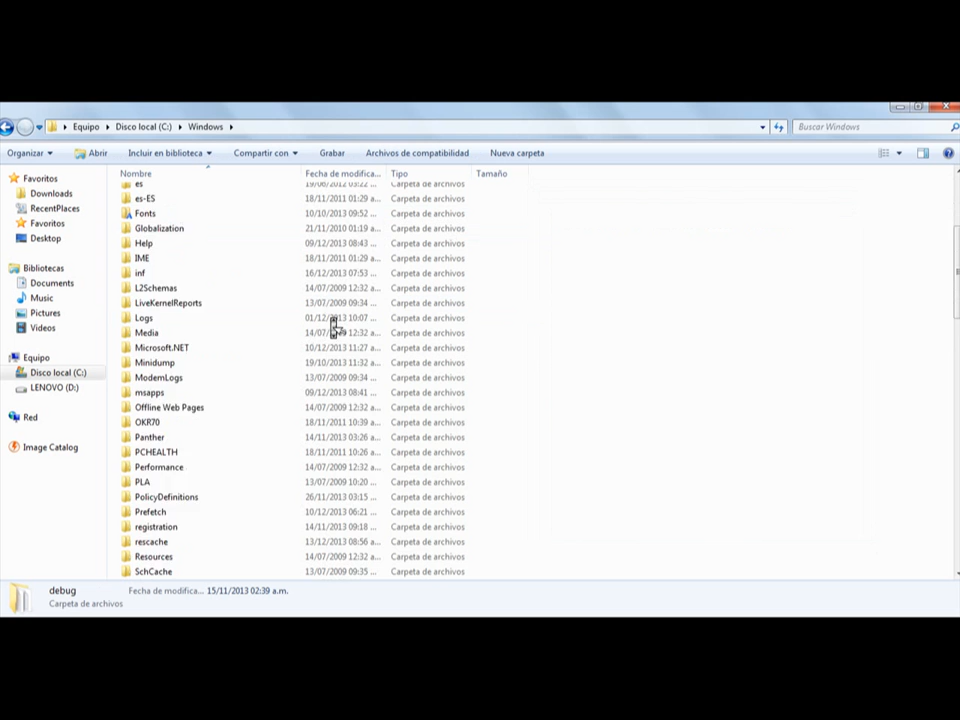 Equipo Disco local (C:) Windows Buscar Windows
Organizar Abrir Incluir en biblioteca Compartir con Grabar Archivos de compatibilidad Nueva carpeta
Favoritos
Downloads
RecentPlaces
Favoritos
Desktop
Bibliotecas
Documents
Music
Pictures
Videos
Equipo
Disco local (C:)
LENOVO (D:)
Red
Image Catalog
Nombre Fecha de modifica... Tipo Tamaño
es 19/06/2012 03:22 ... Carpeta de archivos
es-ES 18/11/2011 01:29 a... Carpeta de archivos
Fonts 10/10/2013 09:52 ... Carpeta de archivos
Globalization 21/11/2010 01:19 a... Carpeta de archivos
Help 09/12/2013 08:43 ... Carpeta de archivos
IME 18/11/2011 01:29 a... Carpeta de archivos
inf 16/12/2013 07:53 ... Carpeta de archivos
L2Schemas 14/07/2009 12:32 a... Carpeta de archivos
LiveKernelReports 13/07/2009 09:34 ... Carpeta de archivos
Logs 01/12/2013 10:07 ... Carpeta de archivos
Media 14/07/2009 12:32 a... Carpeta de archivos
Microsoft.NET 10/12/2013 11:27 a... Carpeta de archivos
Minidump 19/10/2013 11:32 a... Carpeta de archivos
ModemLogs 13/07/2009 09:34 ... Carpeta de archivos
msapps 09/12/2013 08:41 ... Carpeta de archivos
Offline Web Pages 14/07/2009 12:32 a... Carpeta de archivos
OKR70 18/11/2011 10:39 a... Carpeta de archivos
Panther 14/11/2013 03:26 a... Carpeta de archivos
PCHEALTH 18/11/2011 10:26 a... Carpeta de archivos
Performance 14/07/2009 12:32 a... Carpeta de archivos
PLA 13/07/2009 10:20 ... Carpeta de archivos
PolicyDefinitions 26/11/2013 03:15 ... Carpeta de archivos
Prefetch 10/12/2013 06:21 ... Carpeta de archivos
registration 14/11/2013 09:18 ... Carpeta de archivos
rescache 13/12/2013 08:56 a... Carpeta de archivos
Resources 14/07/2009 12:32 a... Carpeta de archivos
SchCache 13/07/2009 09:35 ... Carpeta de archivos
debug Fecha de modifica... 15/11/2013 02:39 a.m.
Carpeta de archivos